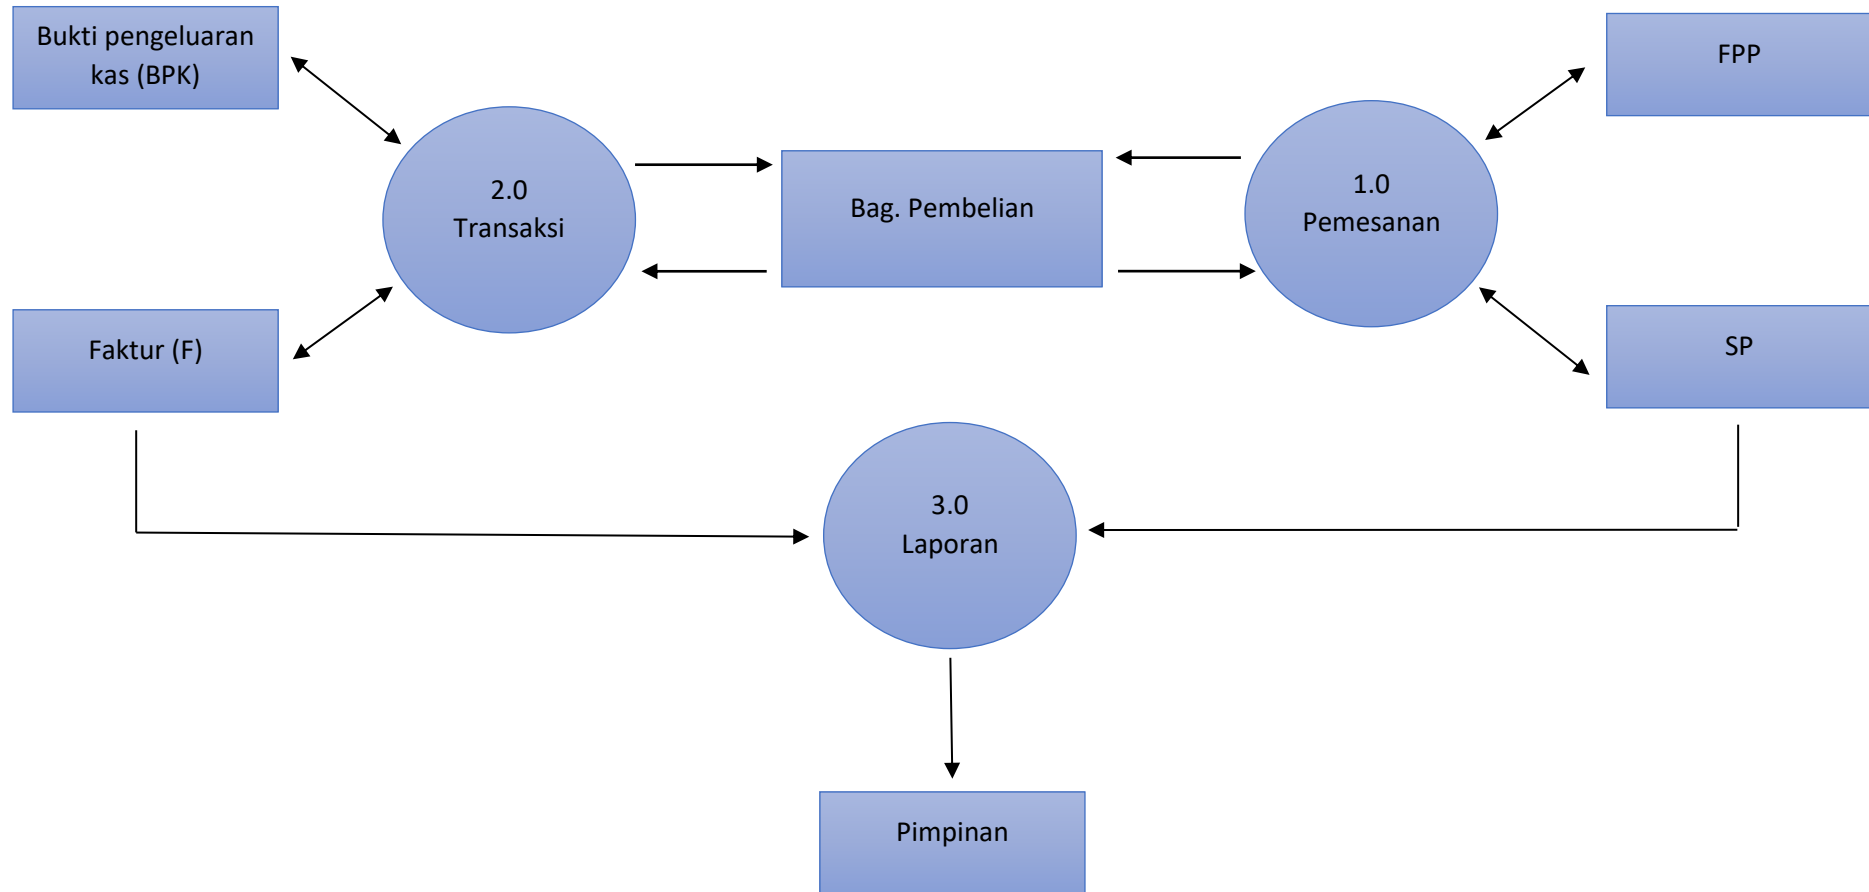 Bukti pengeluaran
kas (BPK)
FPP
2.0
Transaksi
Bag. Pembelian
1.0
Pemesanan
Faktur (F)
SP
3.0
Laporan
Pimpinan